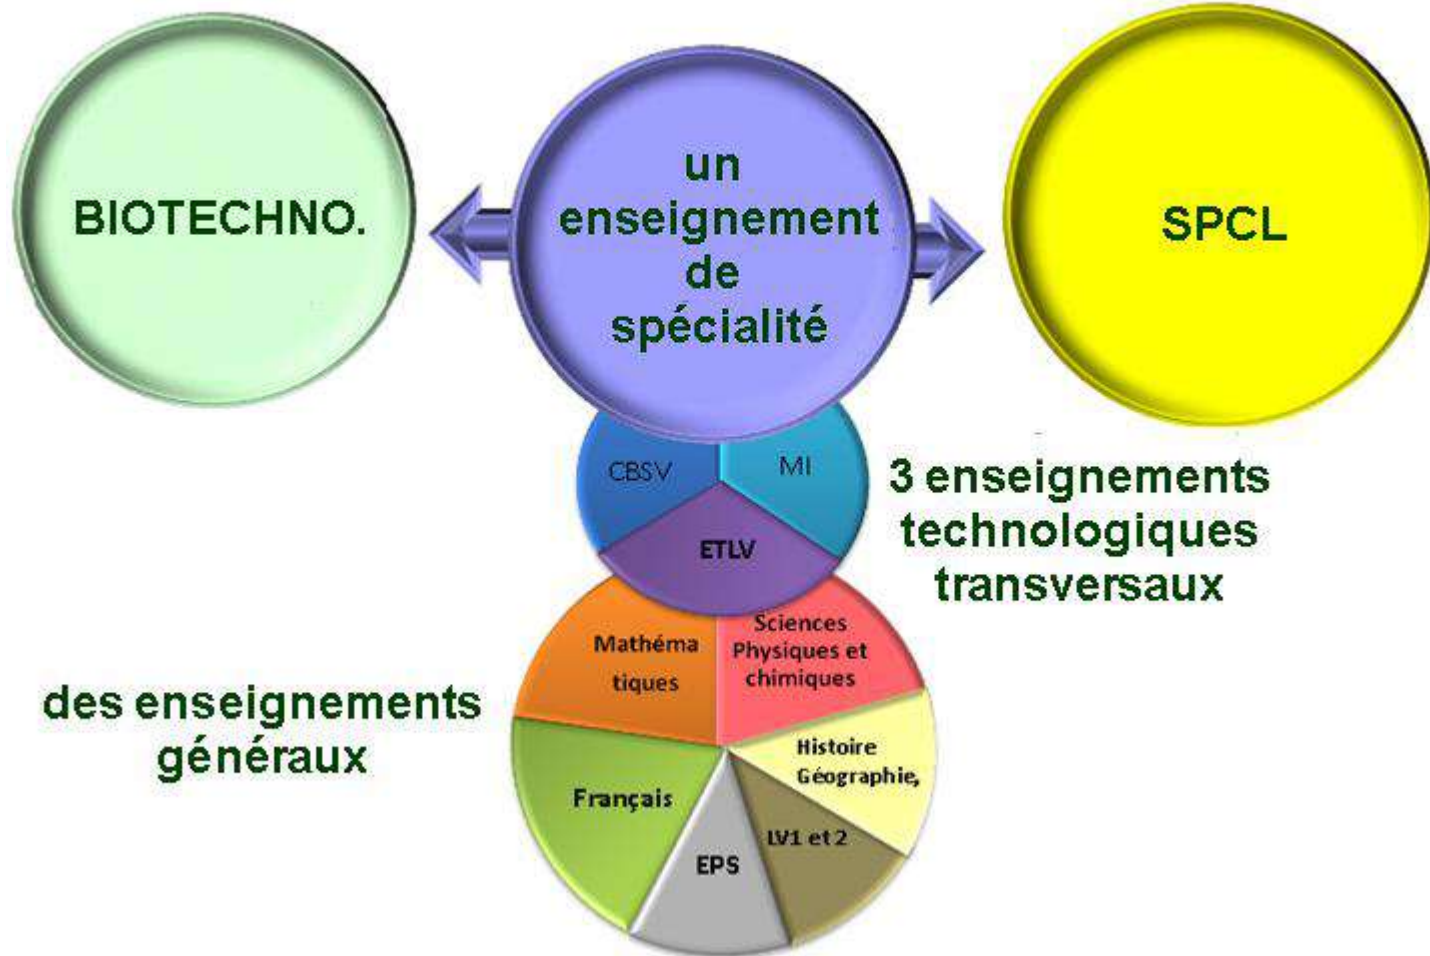 BIOTECHNO.
un
enseignement
de
spécialité
SPCL
CBSV
MI
ETLV
3 enseignements
technologiques
transversaux
Mathéma
tiques
Sciences
Physiques et
chimiques
des enseignements
généraux
Histoire
Géographie,
Français
LV1 et 2
EPS